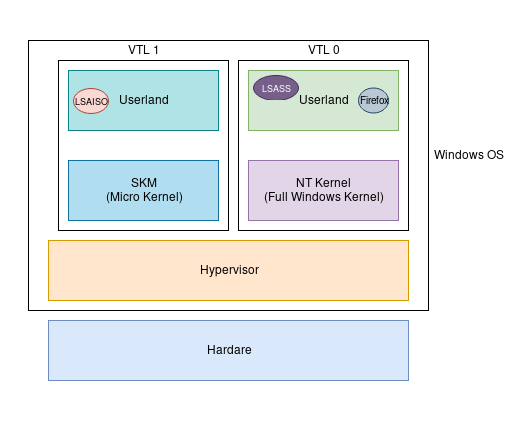 VTL 1
VTL 0
LSAISO
Userland
LSASS
Userland
Firefox
Windows OS
SKM
(Micro Kernel)
NT Kernel
(Full Windows Kernel)
Hypervisor
Hardare